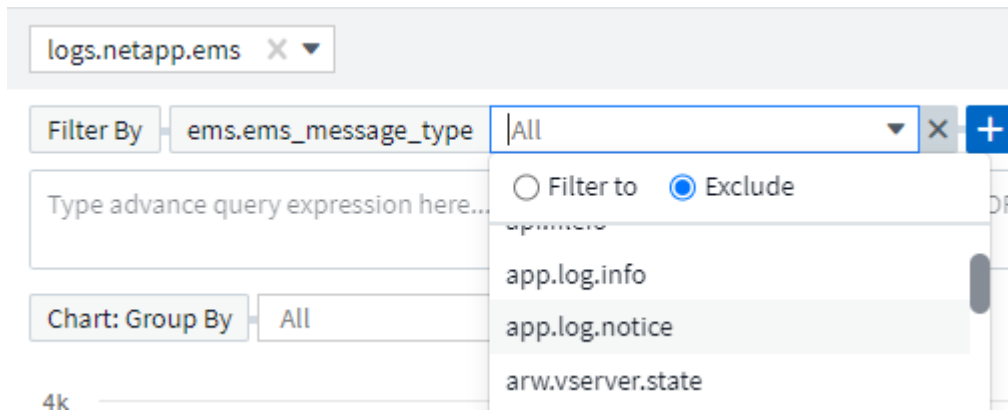 logs.netapp.ems
Filter By ems.ems_message_type All
Filter to Exclude
Type advance query expression here...
app.log.info
Chart: Group By All
app.log.notice
arw.vserver.state
4k